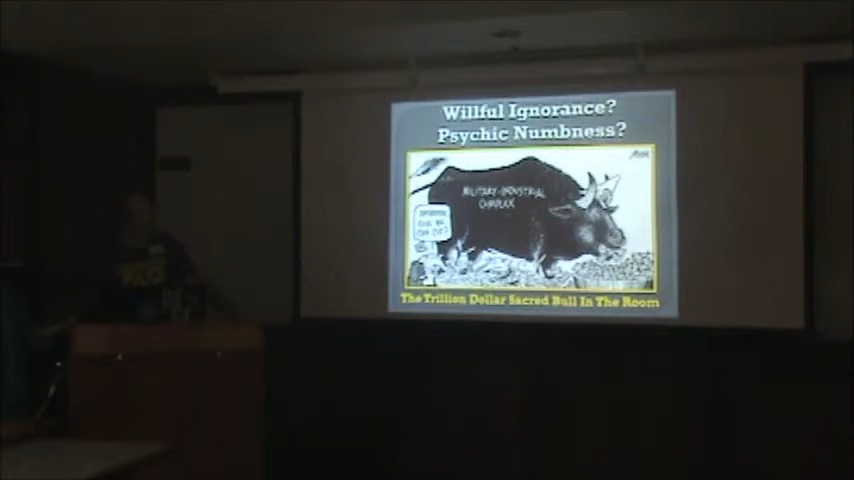 Willful Ignorance?
Psychic Numbness?
MILITARY-INDUSTRIAL
COMPLEX
The Trillion Dollar Sacred Bull In The Room